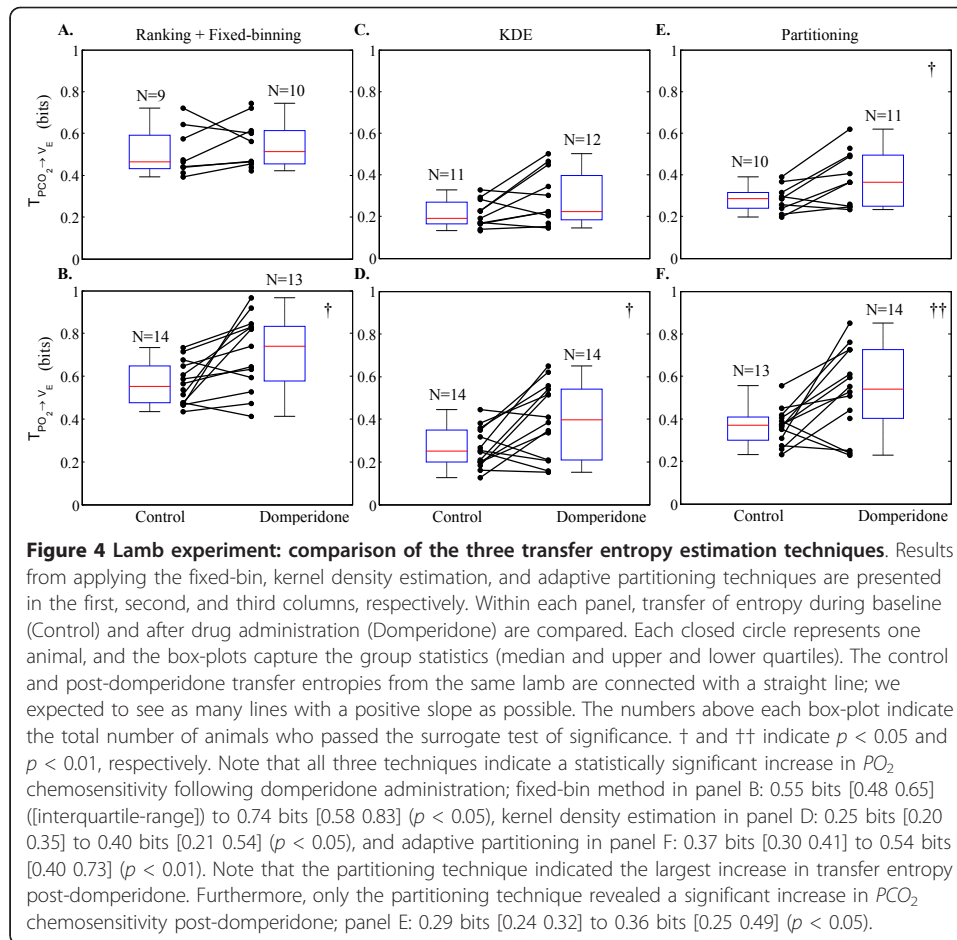 A. Ranking + Fixed-binning
C. KDE
E. Partitioning
1
0.8
0.6
0.4
0.2
0
T_PCO₂→V_E (bits)
N=9
N=10
1
0.8
0.6
0.4
0.2
0
N=11
N=12
1
0.8
0.6
0.4
0.2
0
N=10
N=11
†
B.
D.
F.
1
0.8
0.6
0.4
0.2
0
T_PO₂→V_E (bits)
N=14
N=13
†
1
0.8
0.6
0.4
0.2
0
N=14
N=14
†
1
0.8
0.6
0.4
0.2
0
N=13
N=14
††
Control Domperidone
Control Domperidone
Control Domperidone
Figure 4 Lamb experiment: comparison of the three transfer entropy estimation techniques. Results
from applying the fixed-bin, kernel density estimation, and adaptive partitioning techniques are presented
in the first, second, and third columns, respectively. Within each panel, transfer of entropy during baseline
(Control) and after drug administration (Domperidone) are compared. Each closed circle represents one
animal, and the box-plots capture the group statistics (median and upper and lower quartiles). The control
and post-domperidone transfer entropies from the same lamb are connected with a straight line; we
expected to see as many lines with a positive slope as possible. The numbers above each box-plot indicate
the total number of animals who passed the surrogate test of significance. † and †† indicate p < 0.05 and
p < 0.01, respectively. Note that all three techniques indicate a statistically significant increase in PO₂
chemosensitivity following domperidone administration; fixed-bin method in panel B: 0.55 bits [0.48 0.65]
([interquartile-range]) to 0.74 bits [0.58 0.83] (p < 0.05), kernel density estimation in panel D: 0.25 bits [0.20
0.35] to 0.40 bits [0.21 0.54] (p < 0.05), and adaptive partitioning in panel F: 0.37 bits [0.30 0.41] to 0.54 bits
[0.40 0.73] (p < 0.01). Note that the partitioning technique indicated the largest increase in transfer entropy
post-domperidone. Furthermore, only the partitioning technique revealed a significant increase in PCO₂
chemosensitivity post-domperidone; panel E: 0.29 bits [0.24 0.32] to 0.36 bits [0.25 0.49] (p < 0.05).